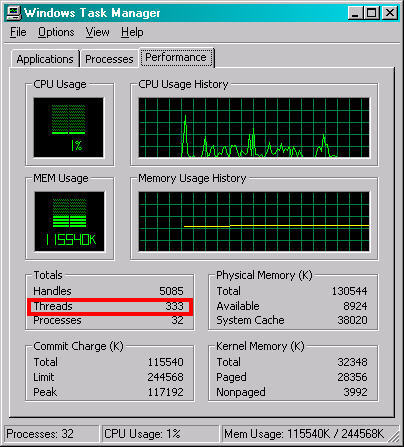 Windows Task Manager
File Options View Help
Applications Processes Performance
CPU Usage CPU Usage History
1%
MEM Usage Memory Usage History
115540K
Totals Physical Memory (K)
Handles 5085 Total 130544
Threads 333 Available 8924
Processes 32 System Cache 38020
Commit Charge (K) Kernel Memory (K)
Total 115540 Total 32348
Limit 244568 Paged 28356
Peak 117192 Nonpaged 3992
Processes: 32 CPU Usage: 1% Mem Usage: 115540K / 244568K